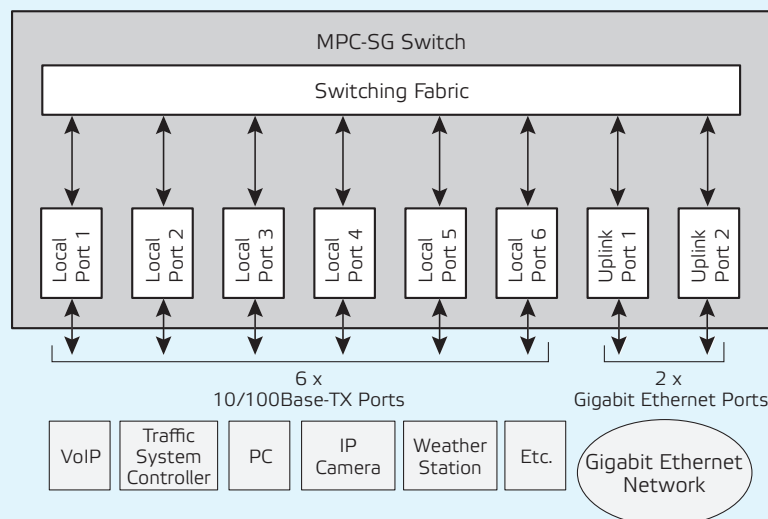 MPC-SG Switch
Switching Fabric
Local
Port 1
Local
Port 2
Local
Port 3
Local
Port 4
Local
Port 5
Local
Port 6
Uplink
Port 1
Uplink
Port 2
6 x
10/100Base-TX Ports
2 x
Gigabit Ethernet Ports
VoIP
Traffic
System
Controller
PC
IP
Camera
Weather
Station
Etc.
Gigabit Ethernet
Network